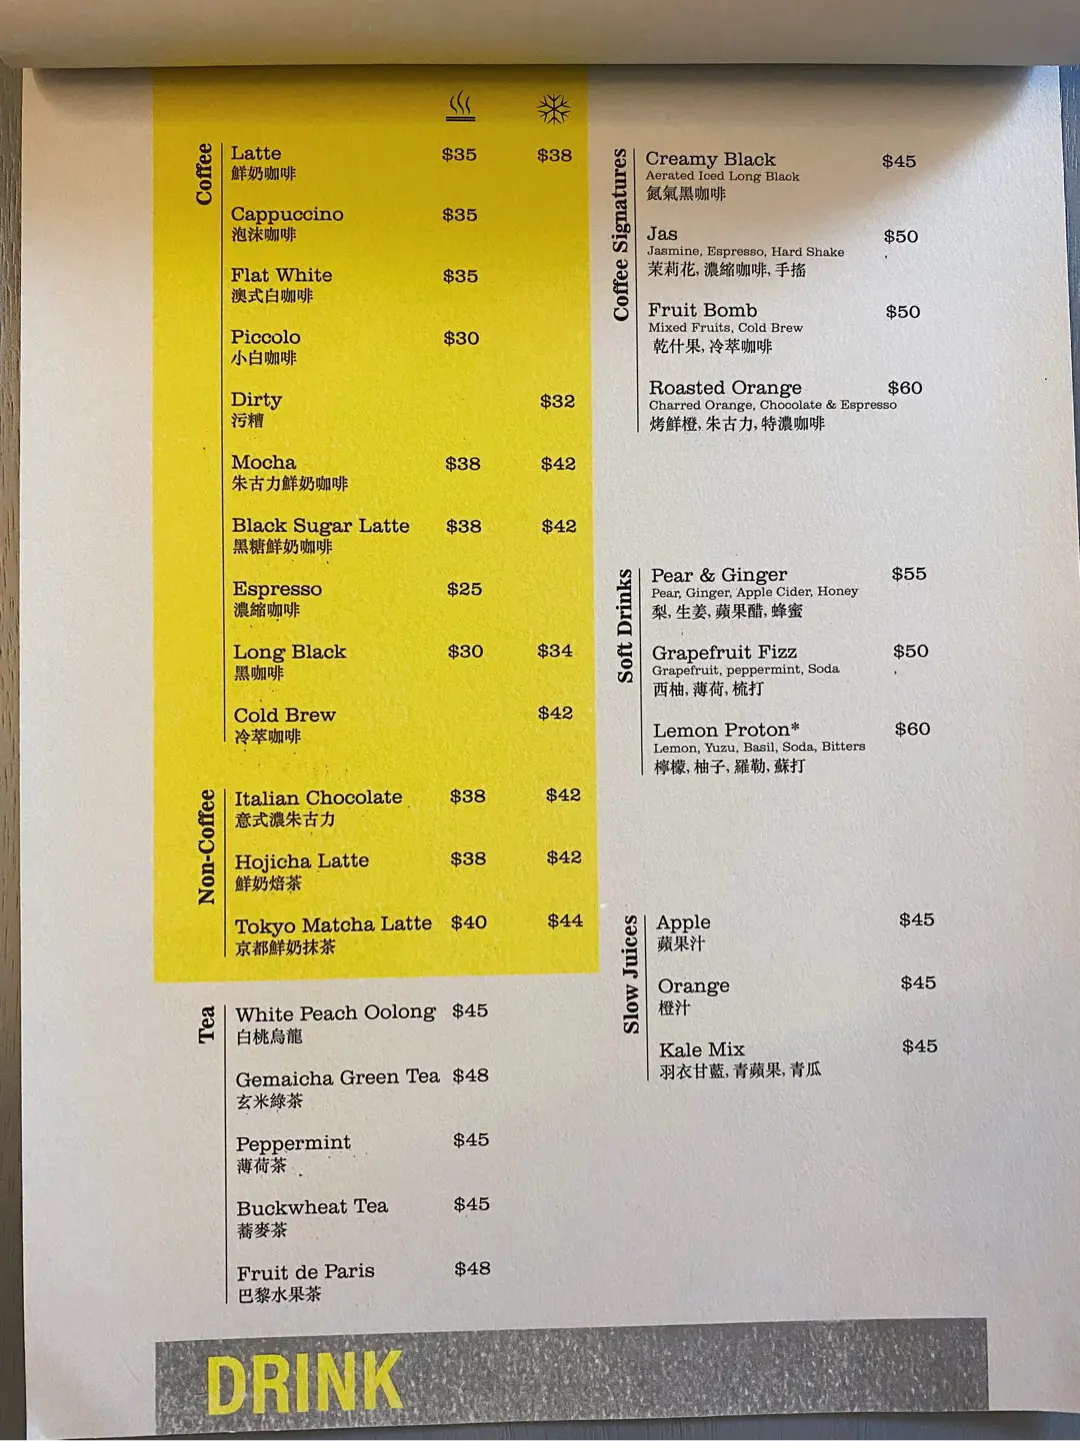 Coffee
Latte $35 $38
鮮奶咖啡
Cappuccino $35
泡沫咖啡
Flat White $35
澳式白咖啡
Piccolo $30
小白咖啡
Dirty $32
污糟
Mocha $38 $42
朱古力鮮奶咖啡
Black Sugar Latte $38 $42
黑糖鮮奶咖啡
Espresso $25
濃縮咖啡
Long Black $30 $34
黑咖啡
Cold Brew $42
冷萃咖啡
Non-Coffee
Italian Chocolate $38 $42
意式濃朱古力
Hojicha Latte $38 $42
鮮奶焙茶
Tokyo Matcha Latte $40 $44
京都鮮奶抹茶
Tea
White Peach Oolong $45
白桃烏龍
Gemaicha Green Tea $48
玄米綠茶
Peppermint $45
薄荷茶
Buckwheat Tea $45
蕎麥茶
Fruit de Paris $48
巴黎水果茶
Coffee Signatures
Creamy Black $45
Aerated Iced Long Black
氮氣黑咖啡
Jas $50
Jasmine, Espresso, Hard Shake
茉莉花, 濃縮咖啡, 手搖
Fruit Bomb $50
Mixed Fruits, Cold Brew
乾什果, 冷萃咖啡
Roasted Orange $60
Charred Orange, Chocolate & Espresso
烤鮮橙, 朱古力, 特濃咖啡
Soft Drinks
Pear & Ginger $55
Pear, Ginger, Apple Cider, Honey
梨, 生姜, 蘋果醋, 蜂蜜
Grapefruit Fizz $50
Grapefruit, peppermint, Soda
西柚, 薄荷, 梳打
Lemon Proton* $60
Lemon, Yuzu, Basil, Soda, Bitters
檸檬, 柚子, 羅勒, 蘇打
Slow Juices
Apple $45
蘋果汁
Orange $45
橙汁
Kale Mix $45
羽衣甘藍, 青蘋果, 青瓜
DRINK